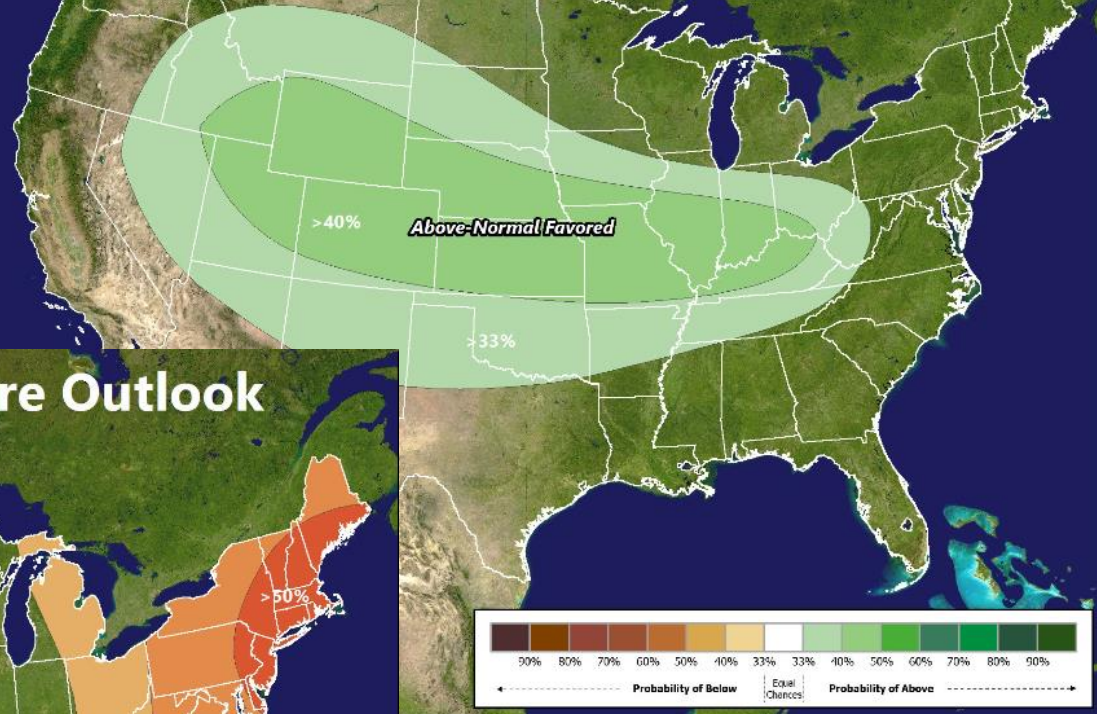 >40%
Above-Normal Favored
>33%
re Outlook
>50%
90% 80% 70% 60% 50% 40% 33% 33% 40% 50% 60% 70% 80% 90%
Probability of Below Equal Chances Probability of Above